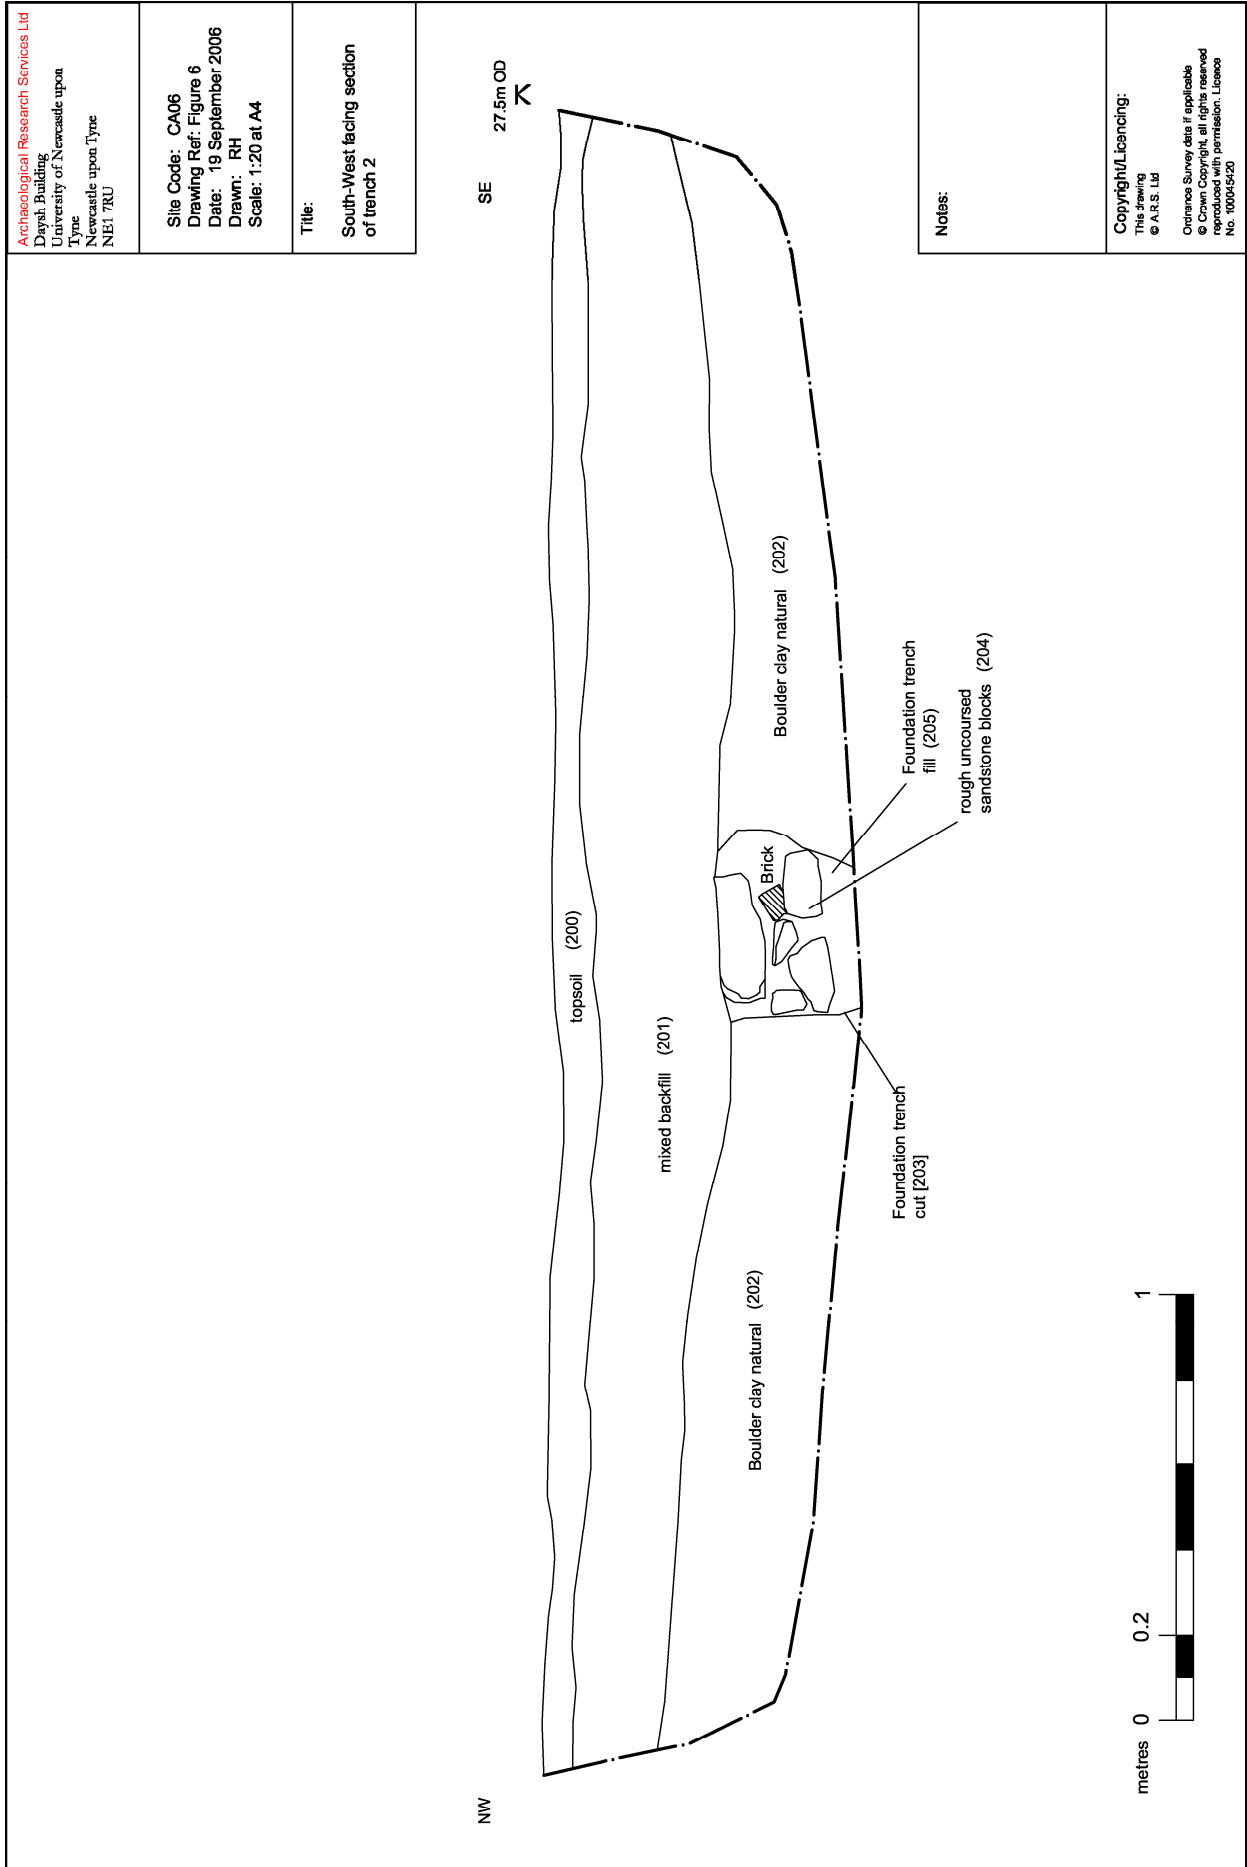 Archaeological Research Services Ltd
Daysh Building
University of Newcastle upon
Tyne
Newcastle upon Tyne
NE1 7RU
Site Code: CA06
Drawing Ref: Figure 6
Date: 19 September 2006
Drawn: RH
Scale: 1:20 at A4
Title:
South-West facing section
of trench 2
NW
SE
27.5m OD
topsoil (200)
mixed backfill (201)
Boulder clay natural (202)
Boulder clay natural (202)
Brick
Foundation trench
cut [203]
Foundation trench
fill (205)
rough uncoursed
sandstone blocks (204)
metres 0 0.2 1
Notes:
Copyright/Licencing:
This drawing
© A.R.S. Ltd
Ordnance Survey data if applicable
© Crown Copyright, all rights reserved
reproduced with permission. Licence
No. 100045420